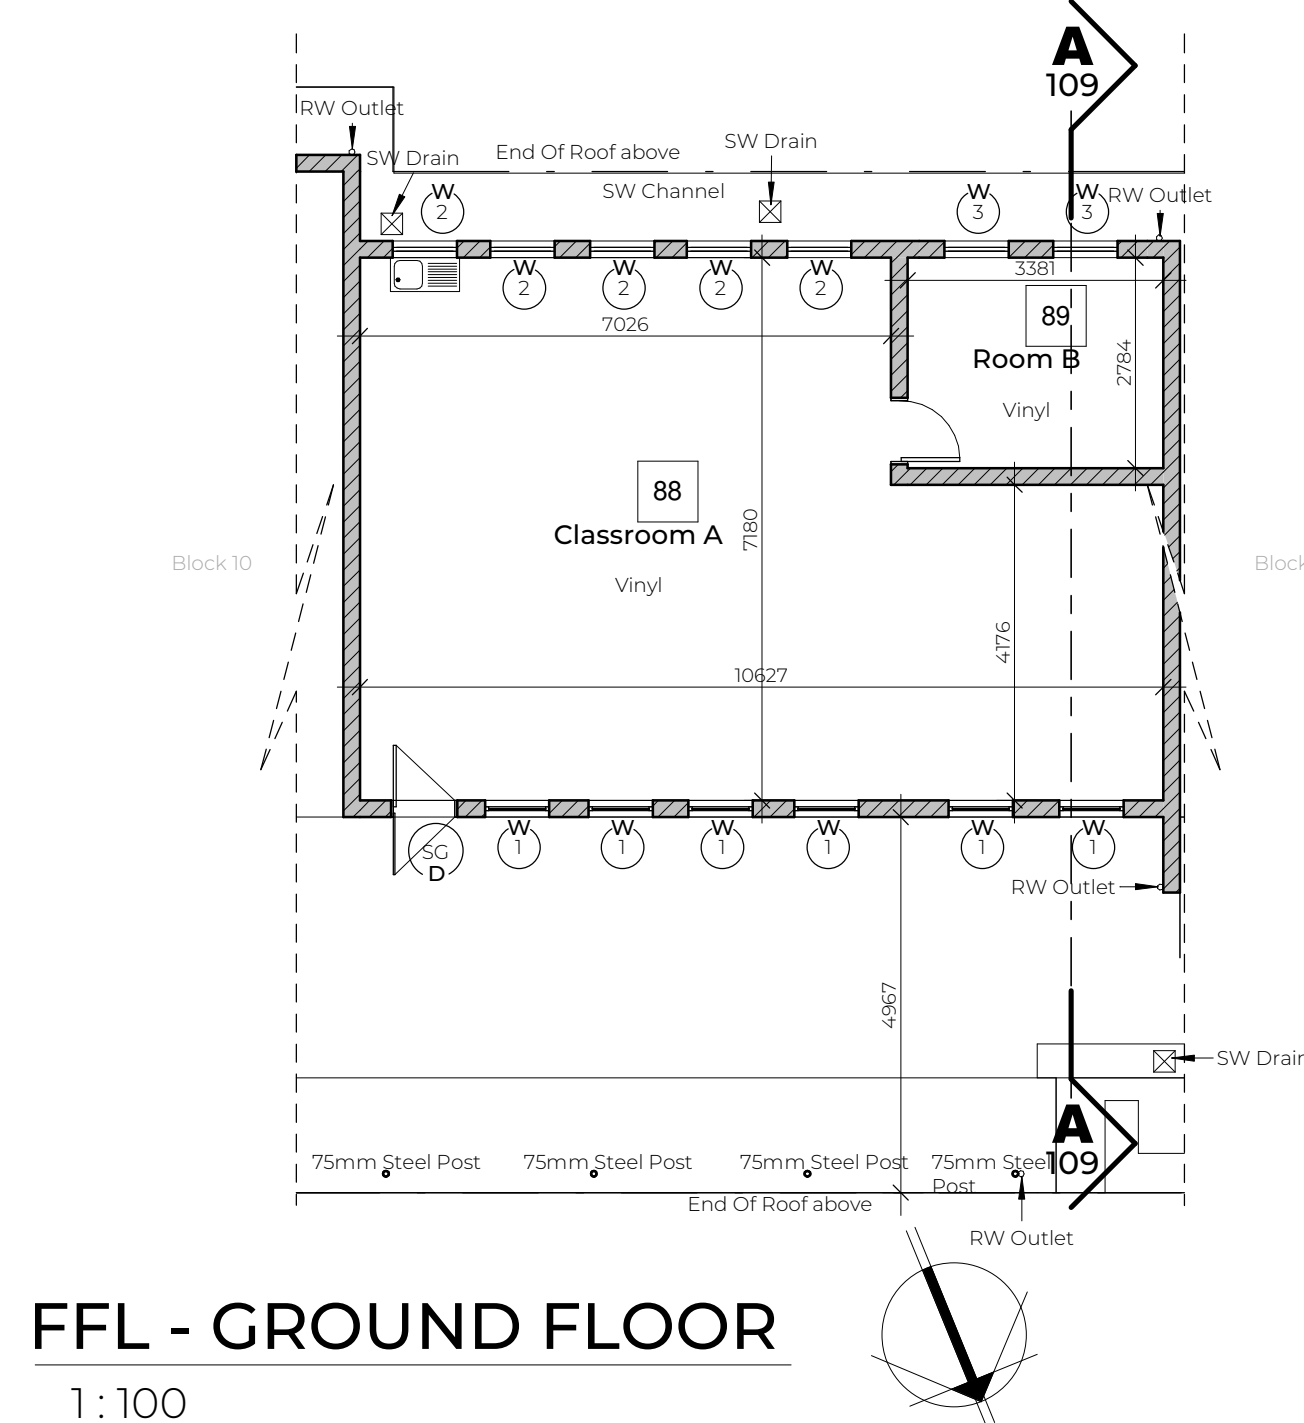 A
109
RW Outlet
SW Drain
End Of Roof above
SW Drain
SW Channel
W
2
W
3
W
3
RW Outlet
W
2
W
2
W
2
W
2
3381
7026
89
Room B
2784
Vinyl
88
Classroom A
7180
Vinyl
Block 10
Block
4176
10627
SG
D
W
1
W
1
W
1
W
1
W
1
W
1
RW Outlet
4967
SW Drain
A
109
75mm Steel Post
75mm Steel Post
75mm Steel Post
75mm Steel
Post
End Of Roof above
RW Outlet
FFL - GROUND FLOOR
1 : 100